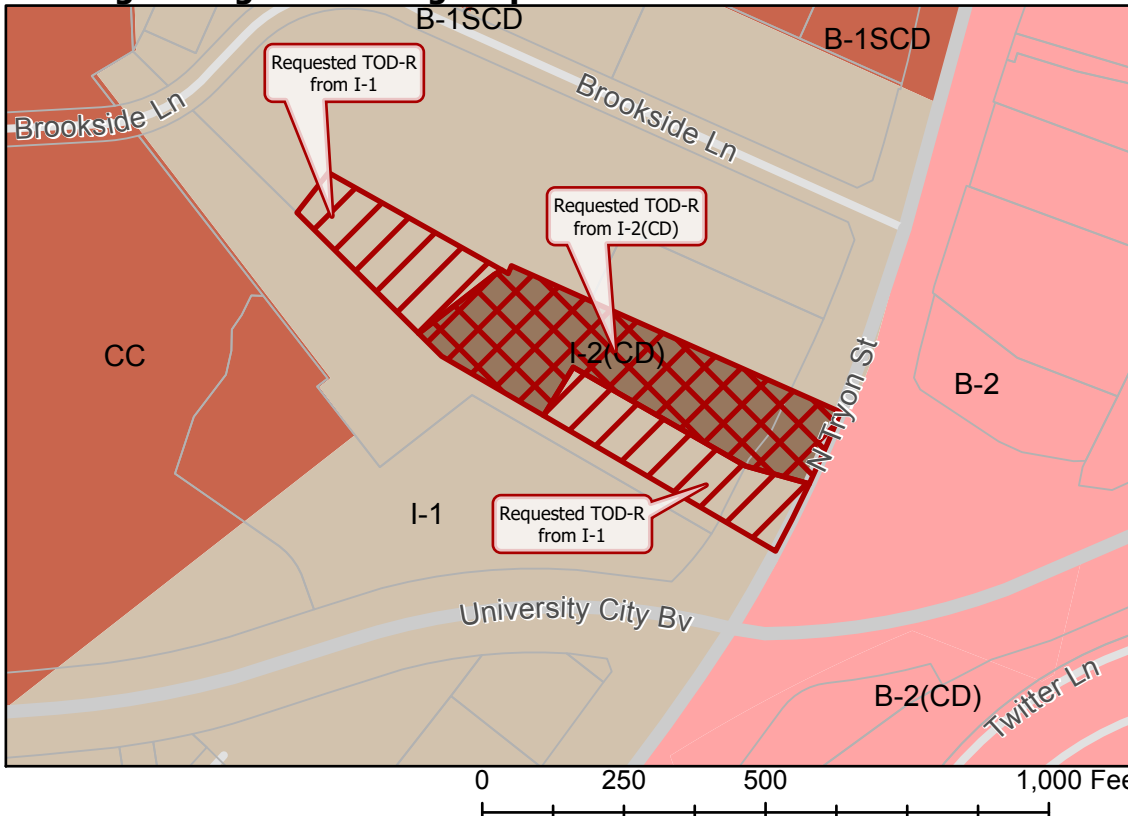 B-1SCD
B-1SCD
Requested TOD-R
from I-1
Brookside Ln
Brookside Ln
Requested TOD-R
from I-2(CD)
CC
I-2(CD)
N Tryon St
B-2
I-1
Requested TOD-R
from I-1
University City Bv
B-2(CD)
Twitter Ln
0 250 500 1,000 Fee